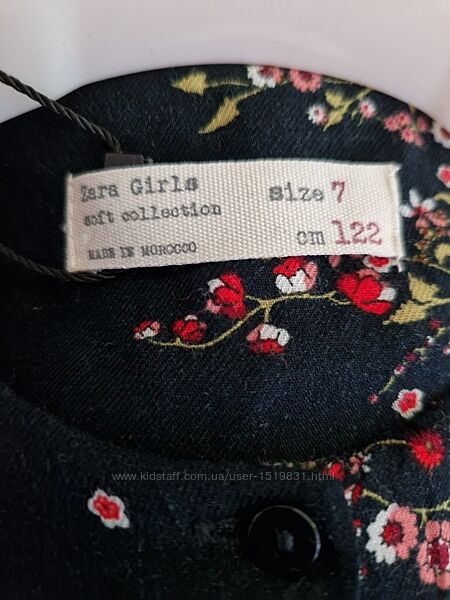 Zara Girls
soft collection
MADE IN MOROCCO
size 7
cm 122
www.kidstaff.com.ua/user-1519831.html